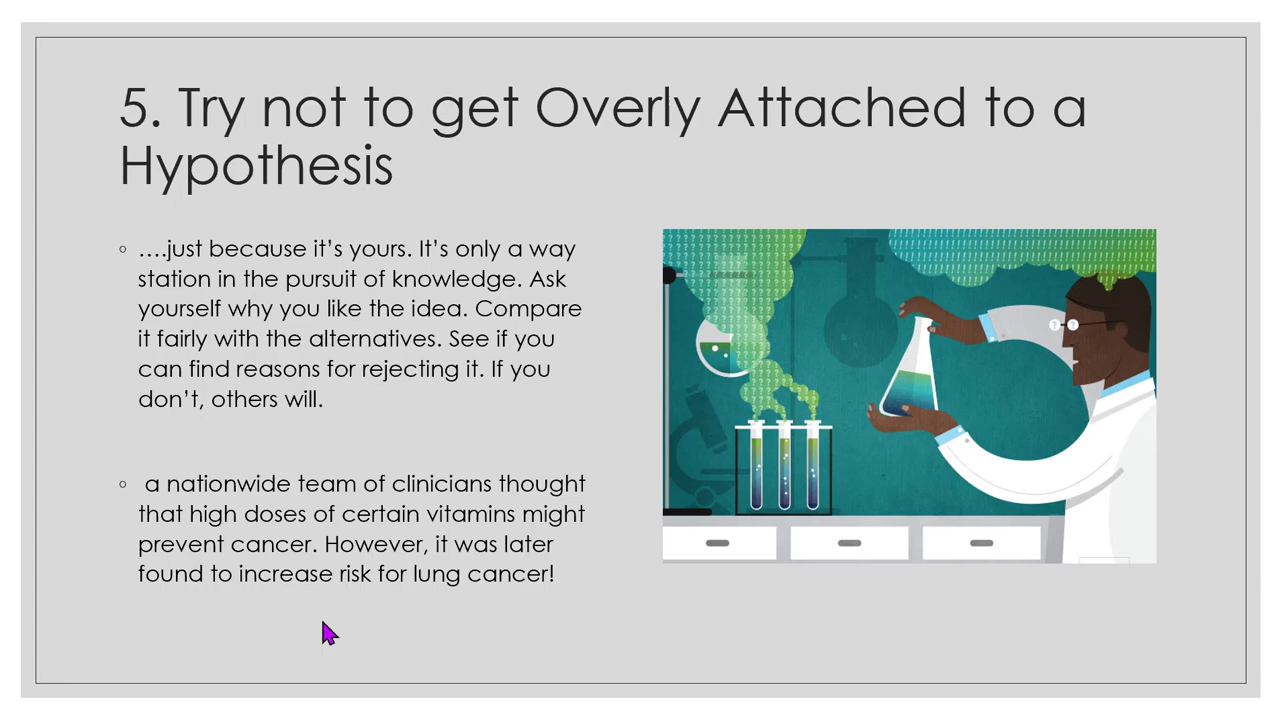 5. Try not to get Overly Attached to a
Hypothesis
….just because it’s yours. It’s only a way
station in the pursuit of knowledge. Ask
yourself why you like the idea. Compare
it fairly with the alternatives. See if you
can find reasons for rejecting it. If you
don’t, others will.
a nationwide team of clinicians thought
that high doses of certain vitamins might
prevent cancer. However, it was later
found to increase risk for lung cancer!